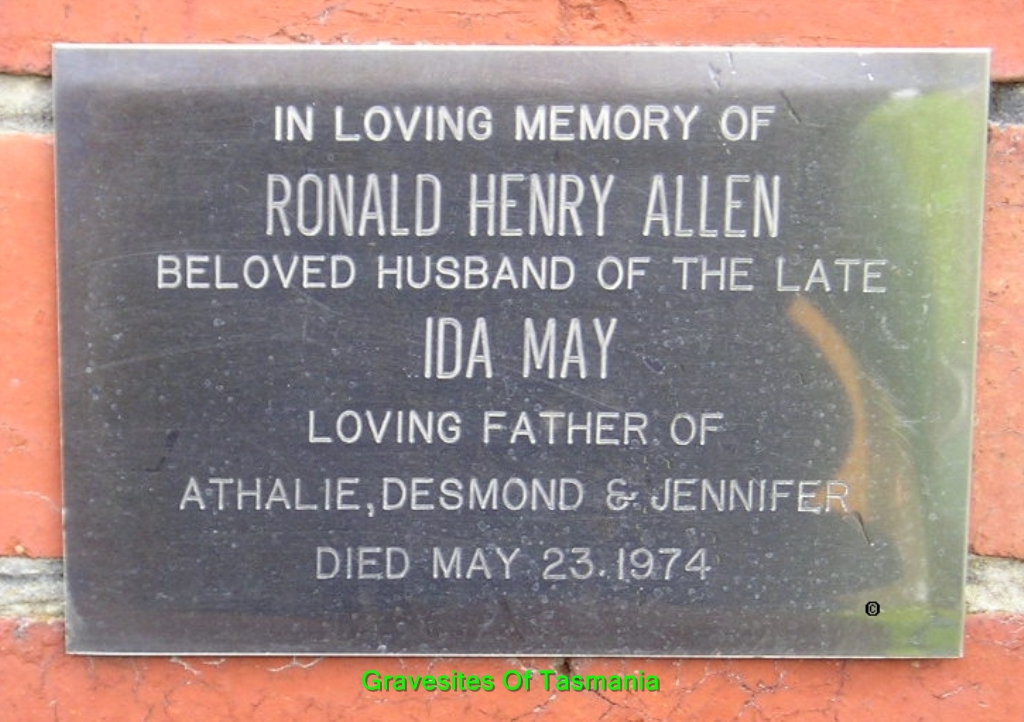 IN LOVING MEMORY OF
RONALD HENRY ALLEN
BELOVED HUSBAND OF THE LATE
IDA MAY
LOVING FATHER OF
ATHALIE, DESMOND & JENNIFER
DIED MAY 23. 1974
©
Gravesites Of Tasmania